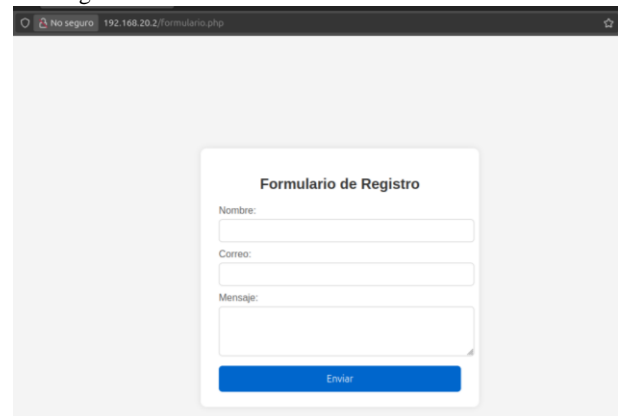 No seguro 192.168.20.2/formulario.php
Formulario de Registro
Nombre:
Correo:
Mensaje:
Enviar